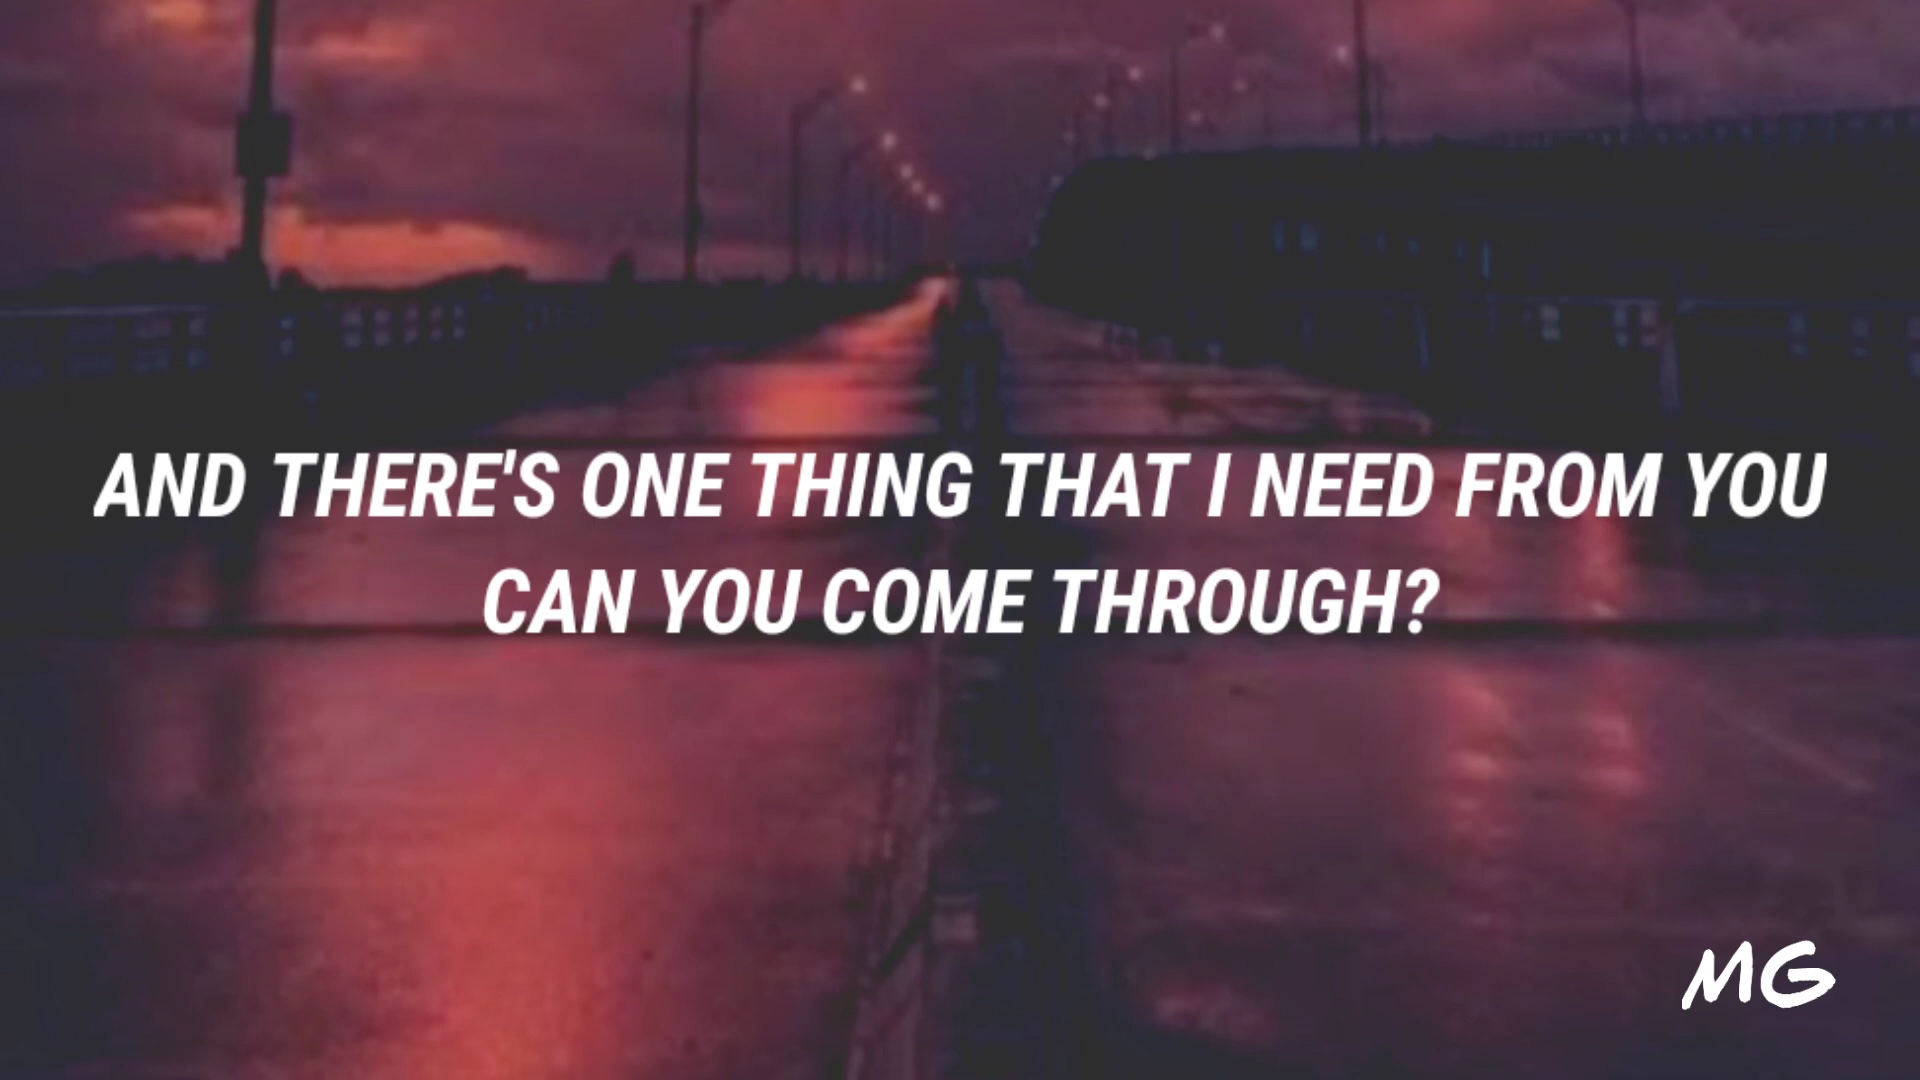 AND THERE'S ONE THING THAT I NEED FROM YOU
CAN YOU COME THROUGH?
MG